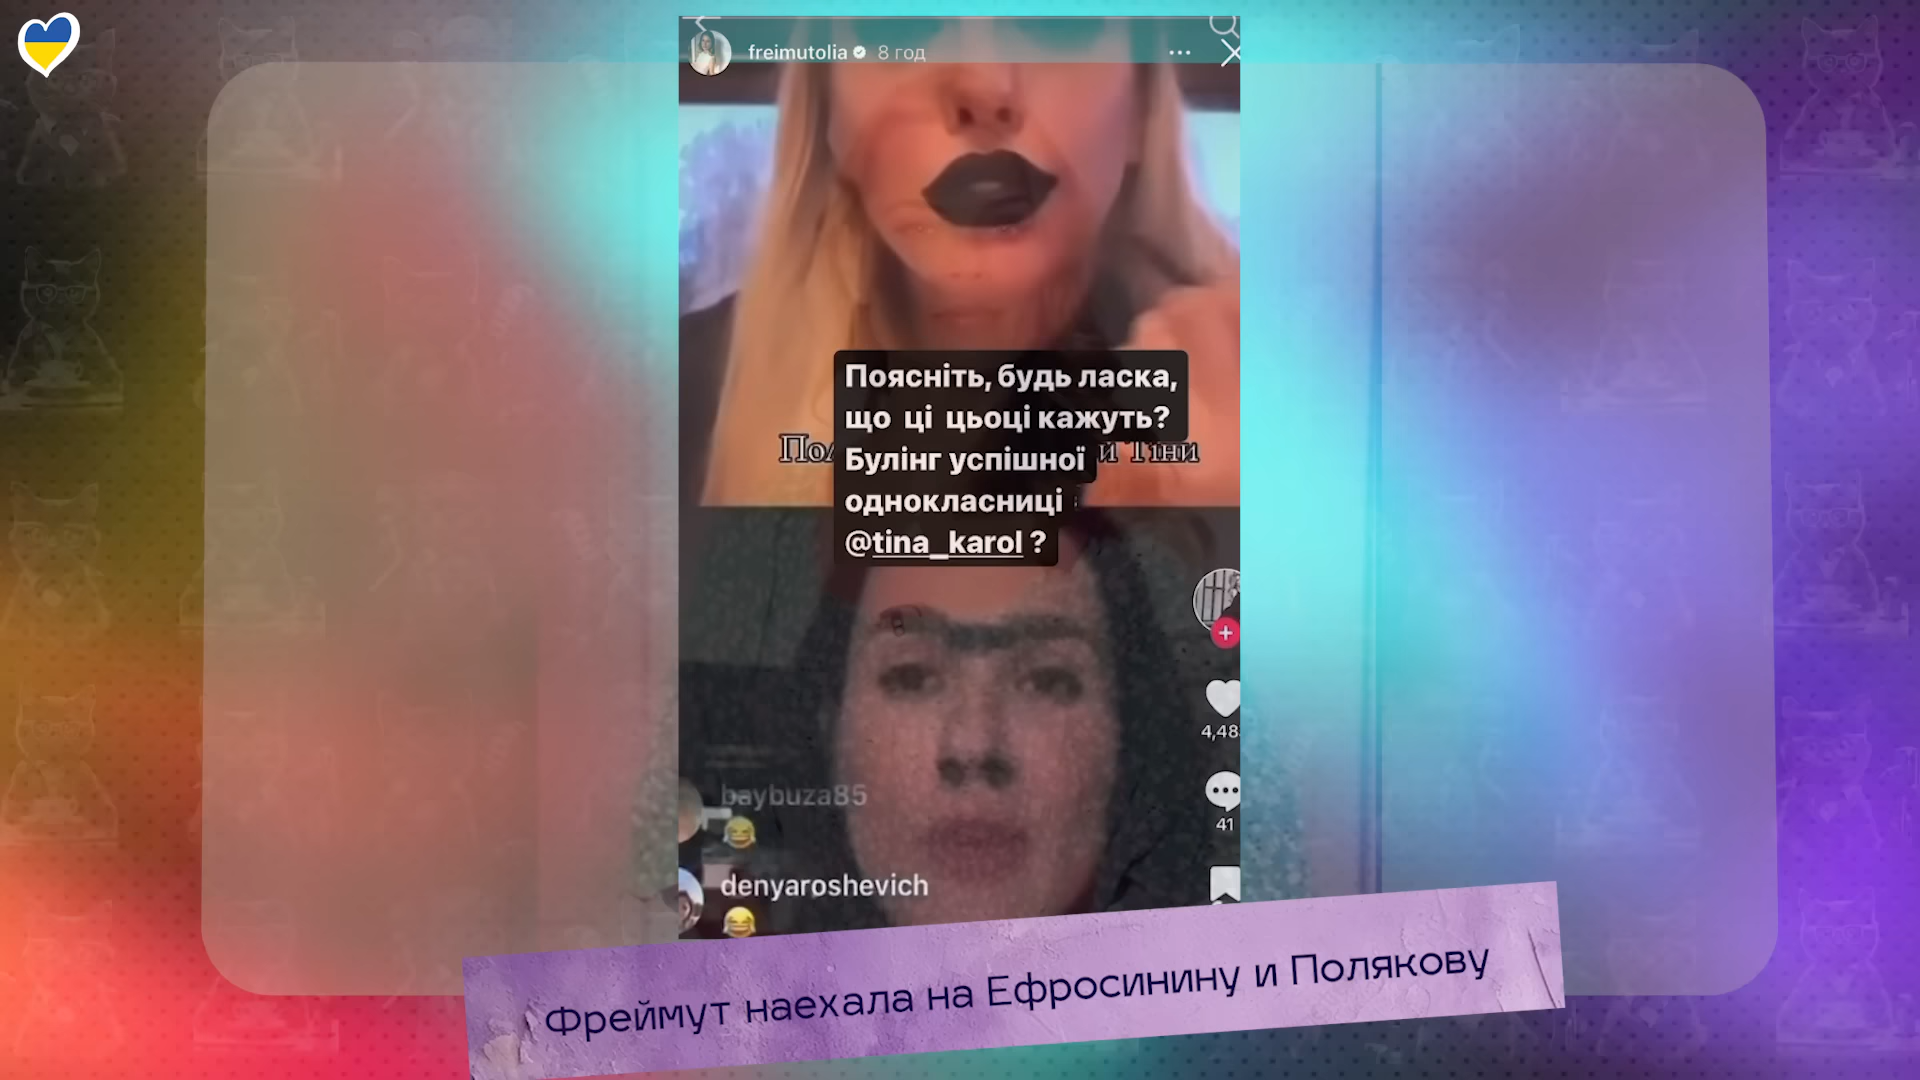 freimutolia 8 год
Поясніть, будь ласка,
що ці цьоці кажуть?
Булінг успішної
однокласниці
@tina_karol ?
Тіни
4,48
baybuza85
41
denyaroshevich
Фреймут наехала на Ефросинину и Полякову